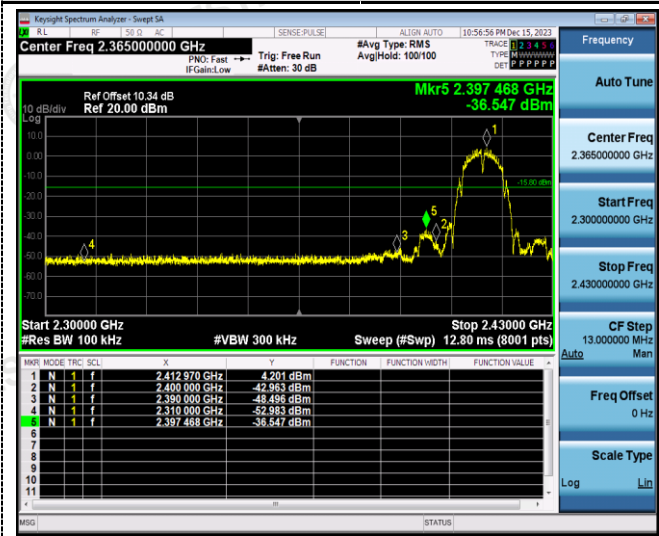 Keysight Spectrum Analyzer - Swept SA
RL RF 50 Ω AC SENSE:PULSE ALIGN AUTO 10:56:56 PM Dec 15, 2023
Center Freq 2.365000000 GHz
PNO: Fast
IFGain:Low
Trig: Free Run
#Atten: 30 dB
#Avg Type: RMS
Avg|Hold: 100/100
TRACE 1 2 3 4 5 6
TYPE M
DET P P P P P P
Ref Offset 10.34 dB
10 dB/div Ref 20.00 dBm
Log
Mkr5 2.397 468 GHz
-36.547 dBm
10.0
0.00
-10.0
-20.0
-30.0
-40.0
-50.0
-60.0
-70.0
-15.00 dBm
1
2
3
4
5
Start 2.30000 GHz Stop 2.43000 GHz
#Res BW 100 kHz #VBW 300 kHz Sweep (#Swp) 12.80 ms (8001 pts)
MKR MODE TRC SCL X Y FUNCTION FUNCTION WIDTH FUNCTION VALUE
1 N 1 f 2.412 970 GHz 4.201 dBm
2 N 1 f 2.400 000 GHz -42.963 dBm
3 N 1 f 2.390 000 GHz -48.496 dBm
4 N 1 f 2.310 000 GHz -52.983 dBm
5 N 1 f 2.397 468 GHz -36.547 dBm
6
7
8
9
10
11
MSG STATUS
Frequency
Auto Tune
Center Freq
2.365000000 GHz
Start Freq
2.300000000 GHz
Stop Freq
2.430000000 GHz
CF Step
13.000000 MHz
Auto Man
Freq Offset
0 Hz
Scale Type
Log Lin